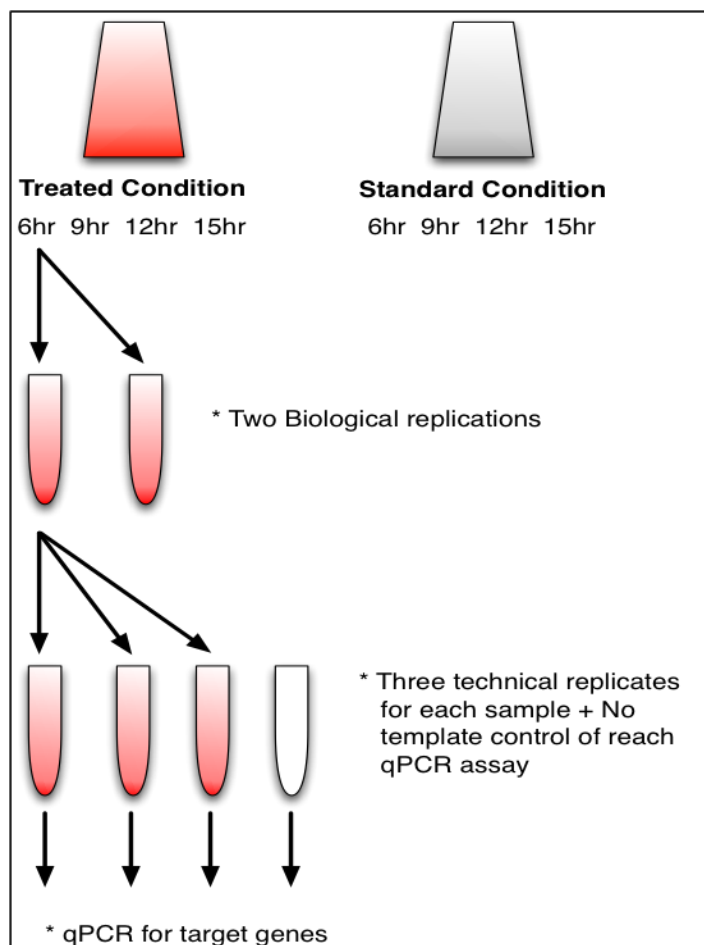 Treated Condition
6hr 9hr 12hr 15hr
Standard Condition
6hr 9hr 12hr 15hr
* Two Biological replications
* Three technical replicates
for each sample + No
template control of reach
qPCR assay
* qPCR for target genes